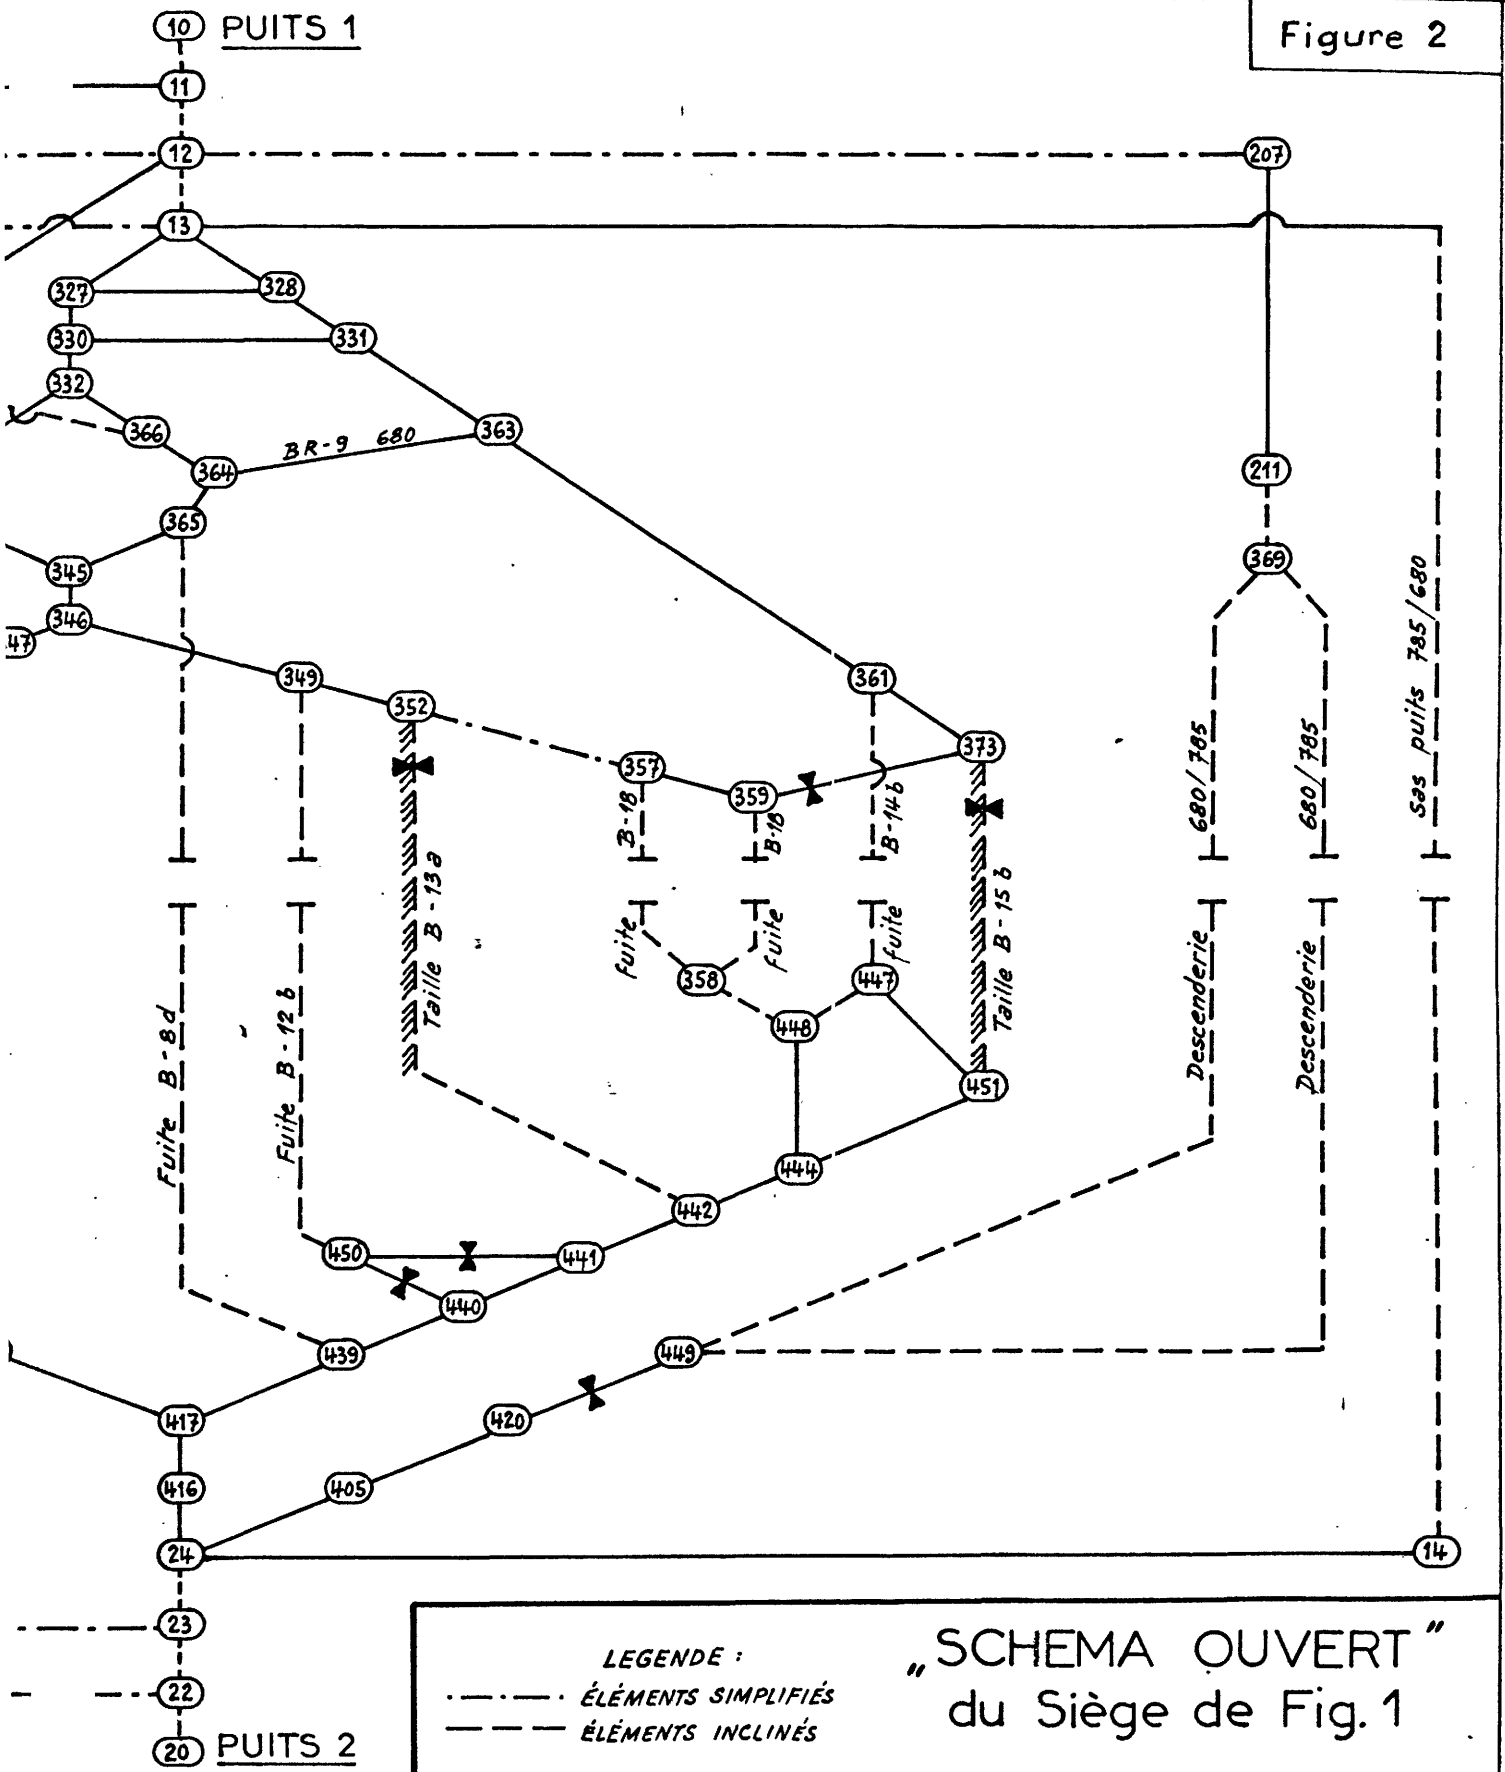 10 PUITS 1
Figure 2
11
12 207
13
327 328
330 331
332
366 363
BR-9 680
364 211
365
369
345
346
47
349 361
352
373
357
359
B-18
B-18
B-14b
680/785
680/785
sas puits 785/680
Taille B-13a
fuite
fuite
fuite
Taille B-15b
358 447
448
Descenderie
Descenderie
Fuite B-8d
Fuite B-12b
451
444
442
450 441
440
439 449
417 420
416 405
24 14
23
22
20 PUITS 2
LEGENDE :
ÉLÉMENTS SIMPLIFIÉS
ÉLÉMENTS INCLINÉS
„SCHEMA OUVERT"
du Siège de Fig. 1